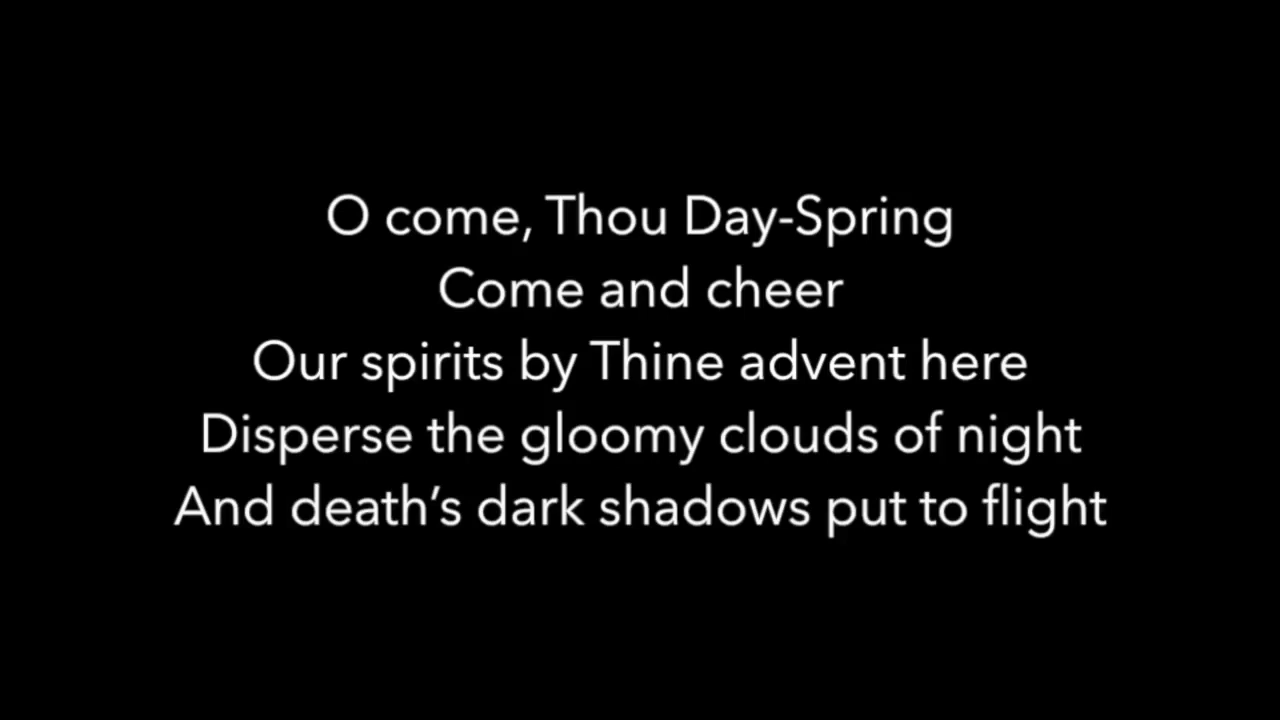 O come, Thou Day-Spring
Come and cheer
Our spirits by Thine advent here
Disperse the gloomy clouds of night
And death’s dark shadows put to flight